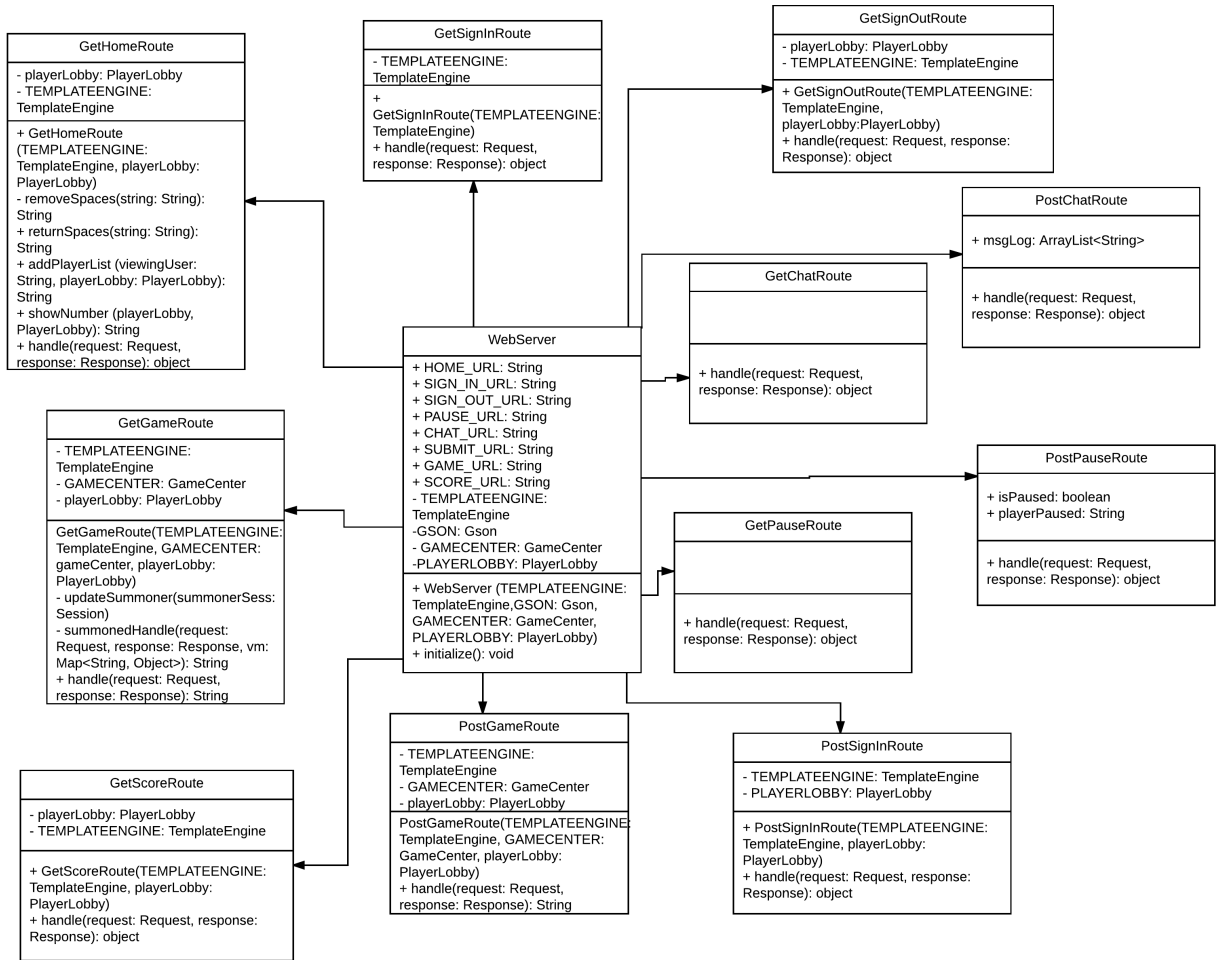 GetHomeRoute
- playerLobby: PlayerLobby
- TEMPLATEENGINE:
TemplateEngine
+ GetHomeRoute
(TEMPLATEENGINE:
TemplateEngine, playerLobby:
PlayerLobby)
- removeSpaces(string: String):
String
+ returnSpaces(string: String):
String
+ addPlayerList (viewingUser:
String, playerLobby: PlayerLobby):
String
+ showNumber (playerLobby,
PlayerLobby): String
+ handle(request: Request,
response: Response): object
GetSignInRoute
- TEMPLATEENGINE:
TemplateEngine
+
GetSignInRoute(TEMPLATEENGINE:
TemplateEngine)
+ handle(request: Request,
response: Response): object
GetSignOutRoute
- playerLobby: PlayerLobby
- TEMPLATEENGINE: TemplateEngine
+ GetSignOutRoute(TEMPLATEENGINE:
TemplateEngine,
playerLobby:PlayerLobby)
+ handle(request: Request, response:
Response): object
PostChatRoute
+ msgLog: ArrayList<String>
+ handle(request: Request,
response: Response): object
GetChatRoute
+ handle(request: Request,
response: Response): object
WebServer
+ HOME_URL: String
+ SIGN_IN_URL: String
+ SIGN_OUT_URL: String
+ PAUSE_URL: String
+ CHAT_URL: String
+ SUBMIT_URL: String
+ GAME_URL: String
+ SCORE_URL: String
- TEMPLATEENGINE:
TemplateEngine
-GSON: Gson
- GAMECENTER: GameCenter
-PLAYERLOBBY: PlayerLobby
+ WebServer (TEMPLATEENGINE:
TemplateEngine,GSON: Gson,
GAMECENTER: GameCenter,
PLAYERLOBBY: PlayerLobby)
+ initialize(): void
GetGameRoute
- TEMPLATEENGINE:
TemplateEngine
- GAMECENTER: GameCenter
- playerLobby: PlayerLobby
GetGameRoute(TEMPLATEENGINE:
TemplateEngine, GAMECENTER:
gameCenter, playerLobby:
PlayerLobby)
- updateSummoner(summonerSess:
Session)
- summonedHandle(request:
Request, response: Response, vm:
Map<String, Object>): String
+ handle(request: Request,
response: Response): String
PostPauseRoute
+ isPaused: boolean
+ playerPaused: String
+ handle(request: Request,
response: Response): object
GetPauseRoute
+ handle(request: Request,
response: Response): object
GetScoreRoute
- playerLobby: PlayerLobby
- TEMPLATEENGINE: TemplateEngine
+ GetScoreRoute(TEMPLATEENGINE:
TemplateEngine, playerLobby:
PlayerLobby)
+ handle(request: Request, response:
Response): object
PostGameRoute
- TEMPLATEENGINE:
TemplateEngine
- GAMECENTER: GameCenter
- playerLobby: PlayerLobby
PostGameRoute(TEMPLATEENGINE:
TemplateEngine, GAMECENTER:
GameCenter, playerLobby:
PlayerLobby)
+ handle(request: Request,
response: Response): String
PostSignInRoute
- TEMPLATEENGINE: TemplateEngine
- PLAYERLOBBY: PlayerLobby
+ PostSignInRoute(TEMPLATEENGINE:
TemplateEngine, playerLobby:
PlayerLobby)
+ handle(request: Request, response:
Response): object